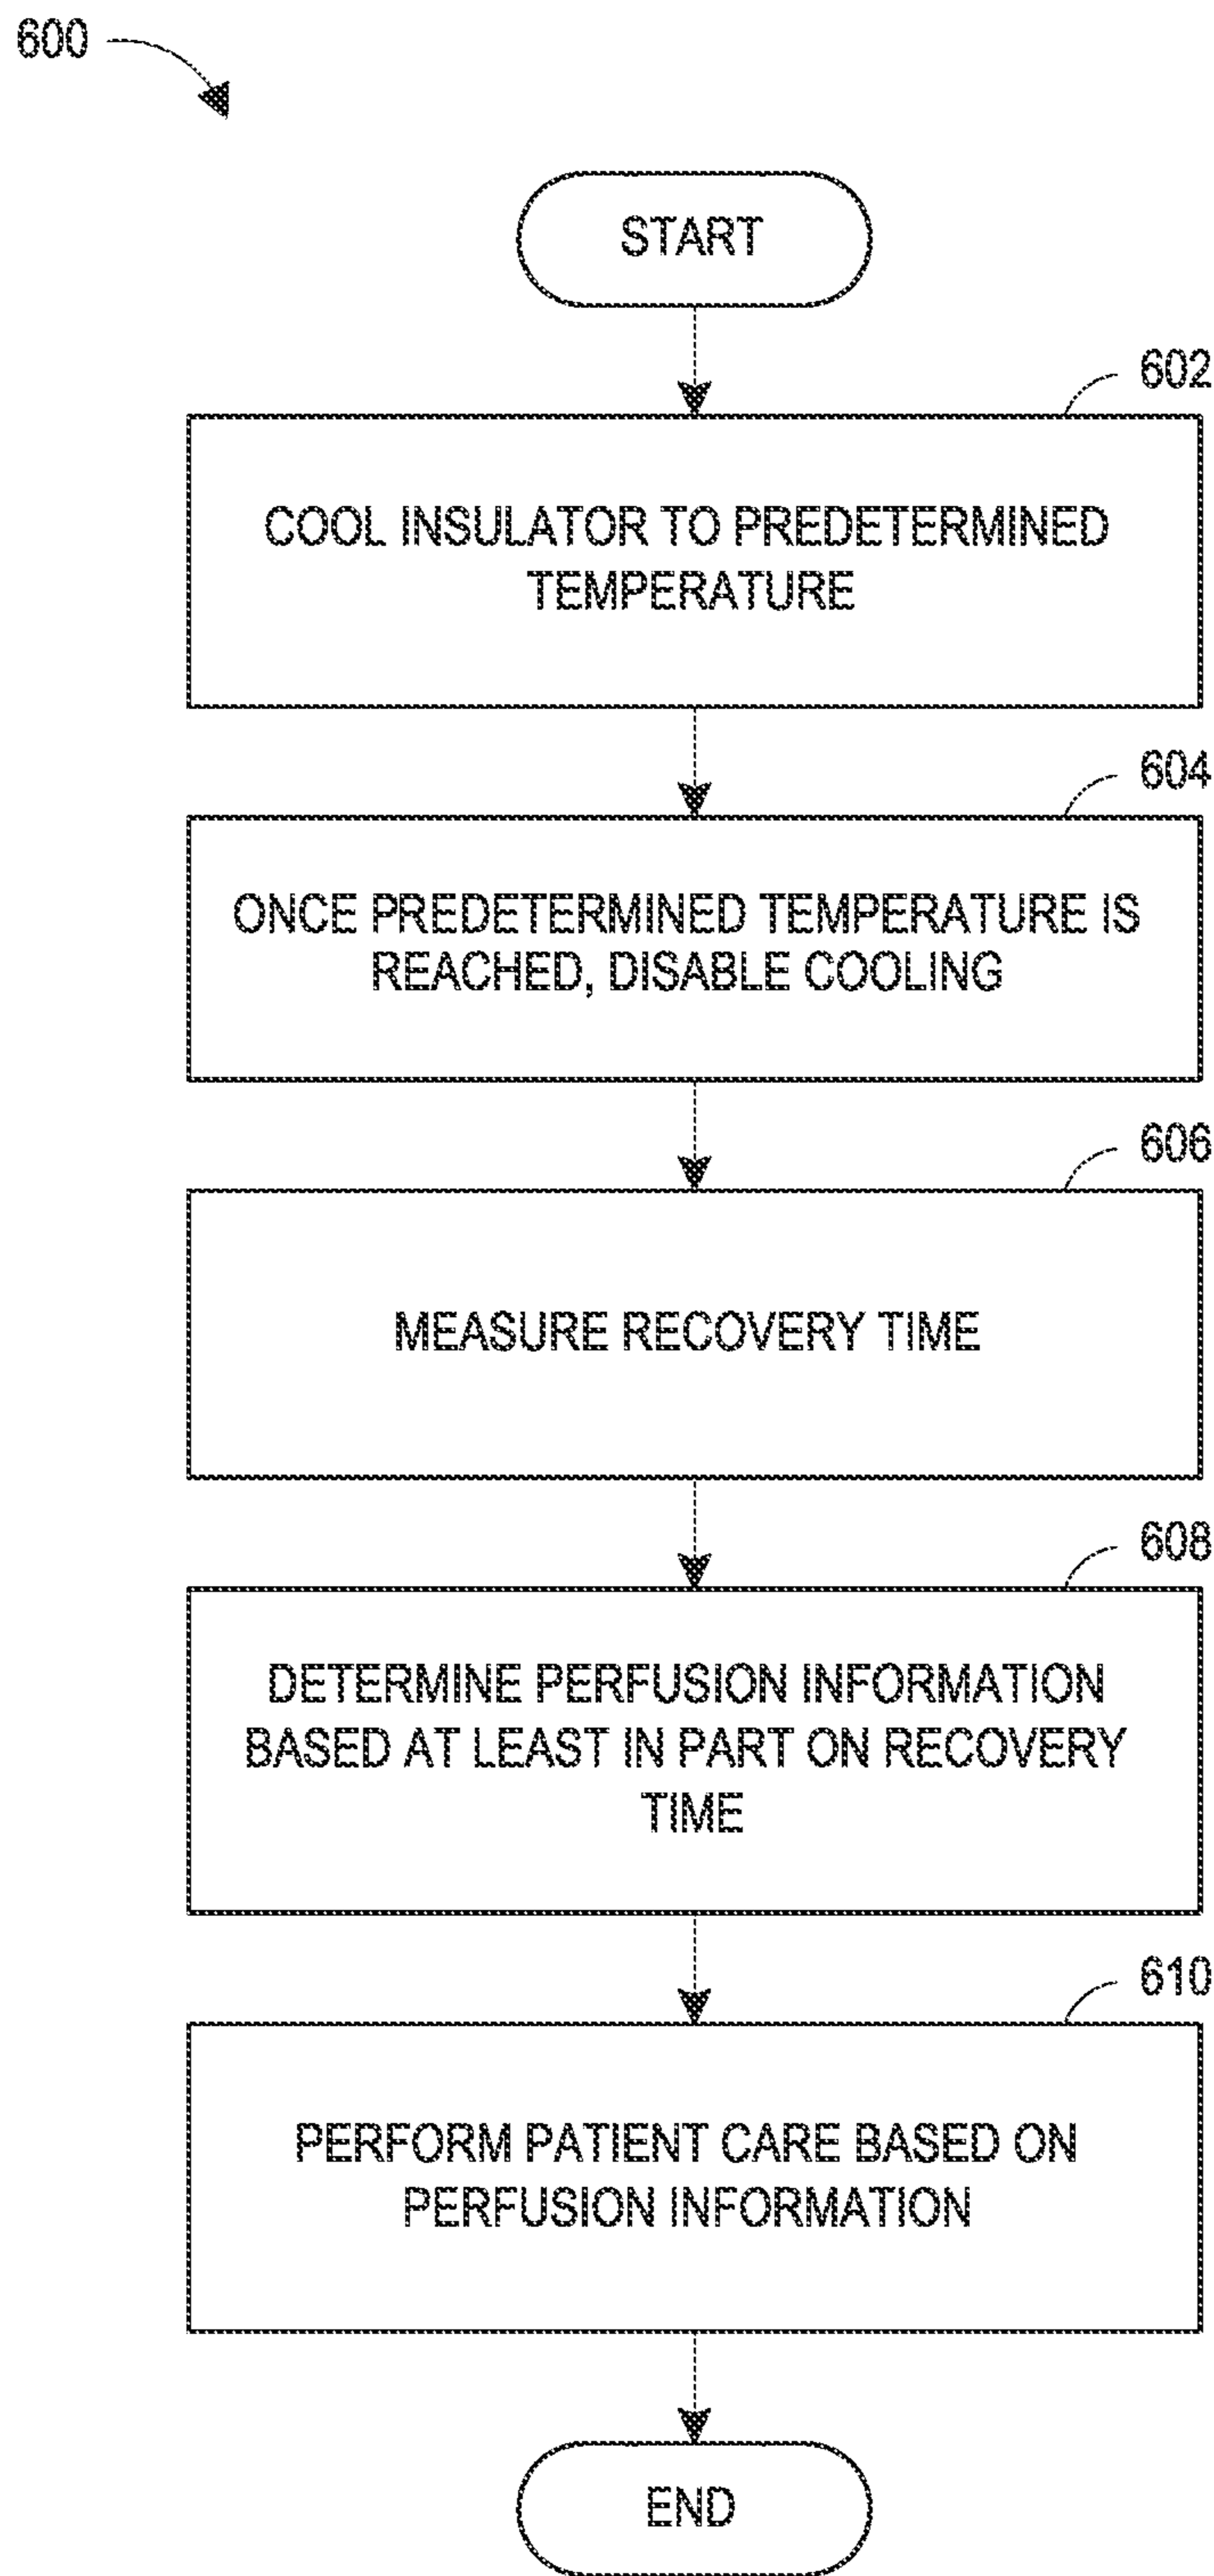 600
START
602
COOL INSULATOR TO PREDETERMINED
TEMPERATURE
604
ONCE PREDETERMINED TEMPERATURE IS
REACHED, DISABLE COOLING
606
MEASURE RECOVERY TIME
608
DETERMINE PERFUSION INFORMATION
BASED AT LEAST IN PART ON RECOVERY
TIME
610
PERFORM PATIENT CARE BASED ON
PERFUSION INFORMATION
END